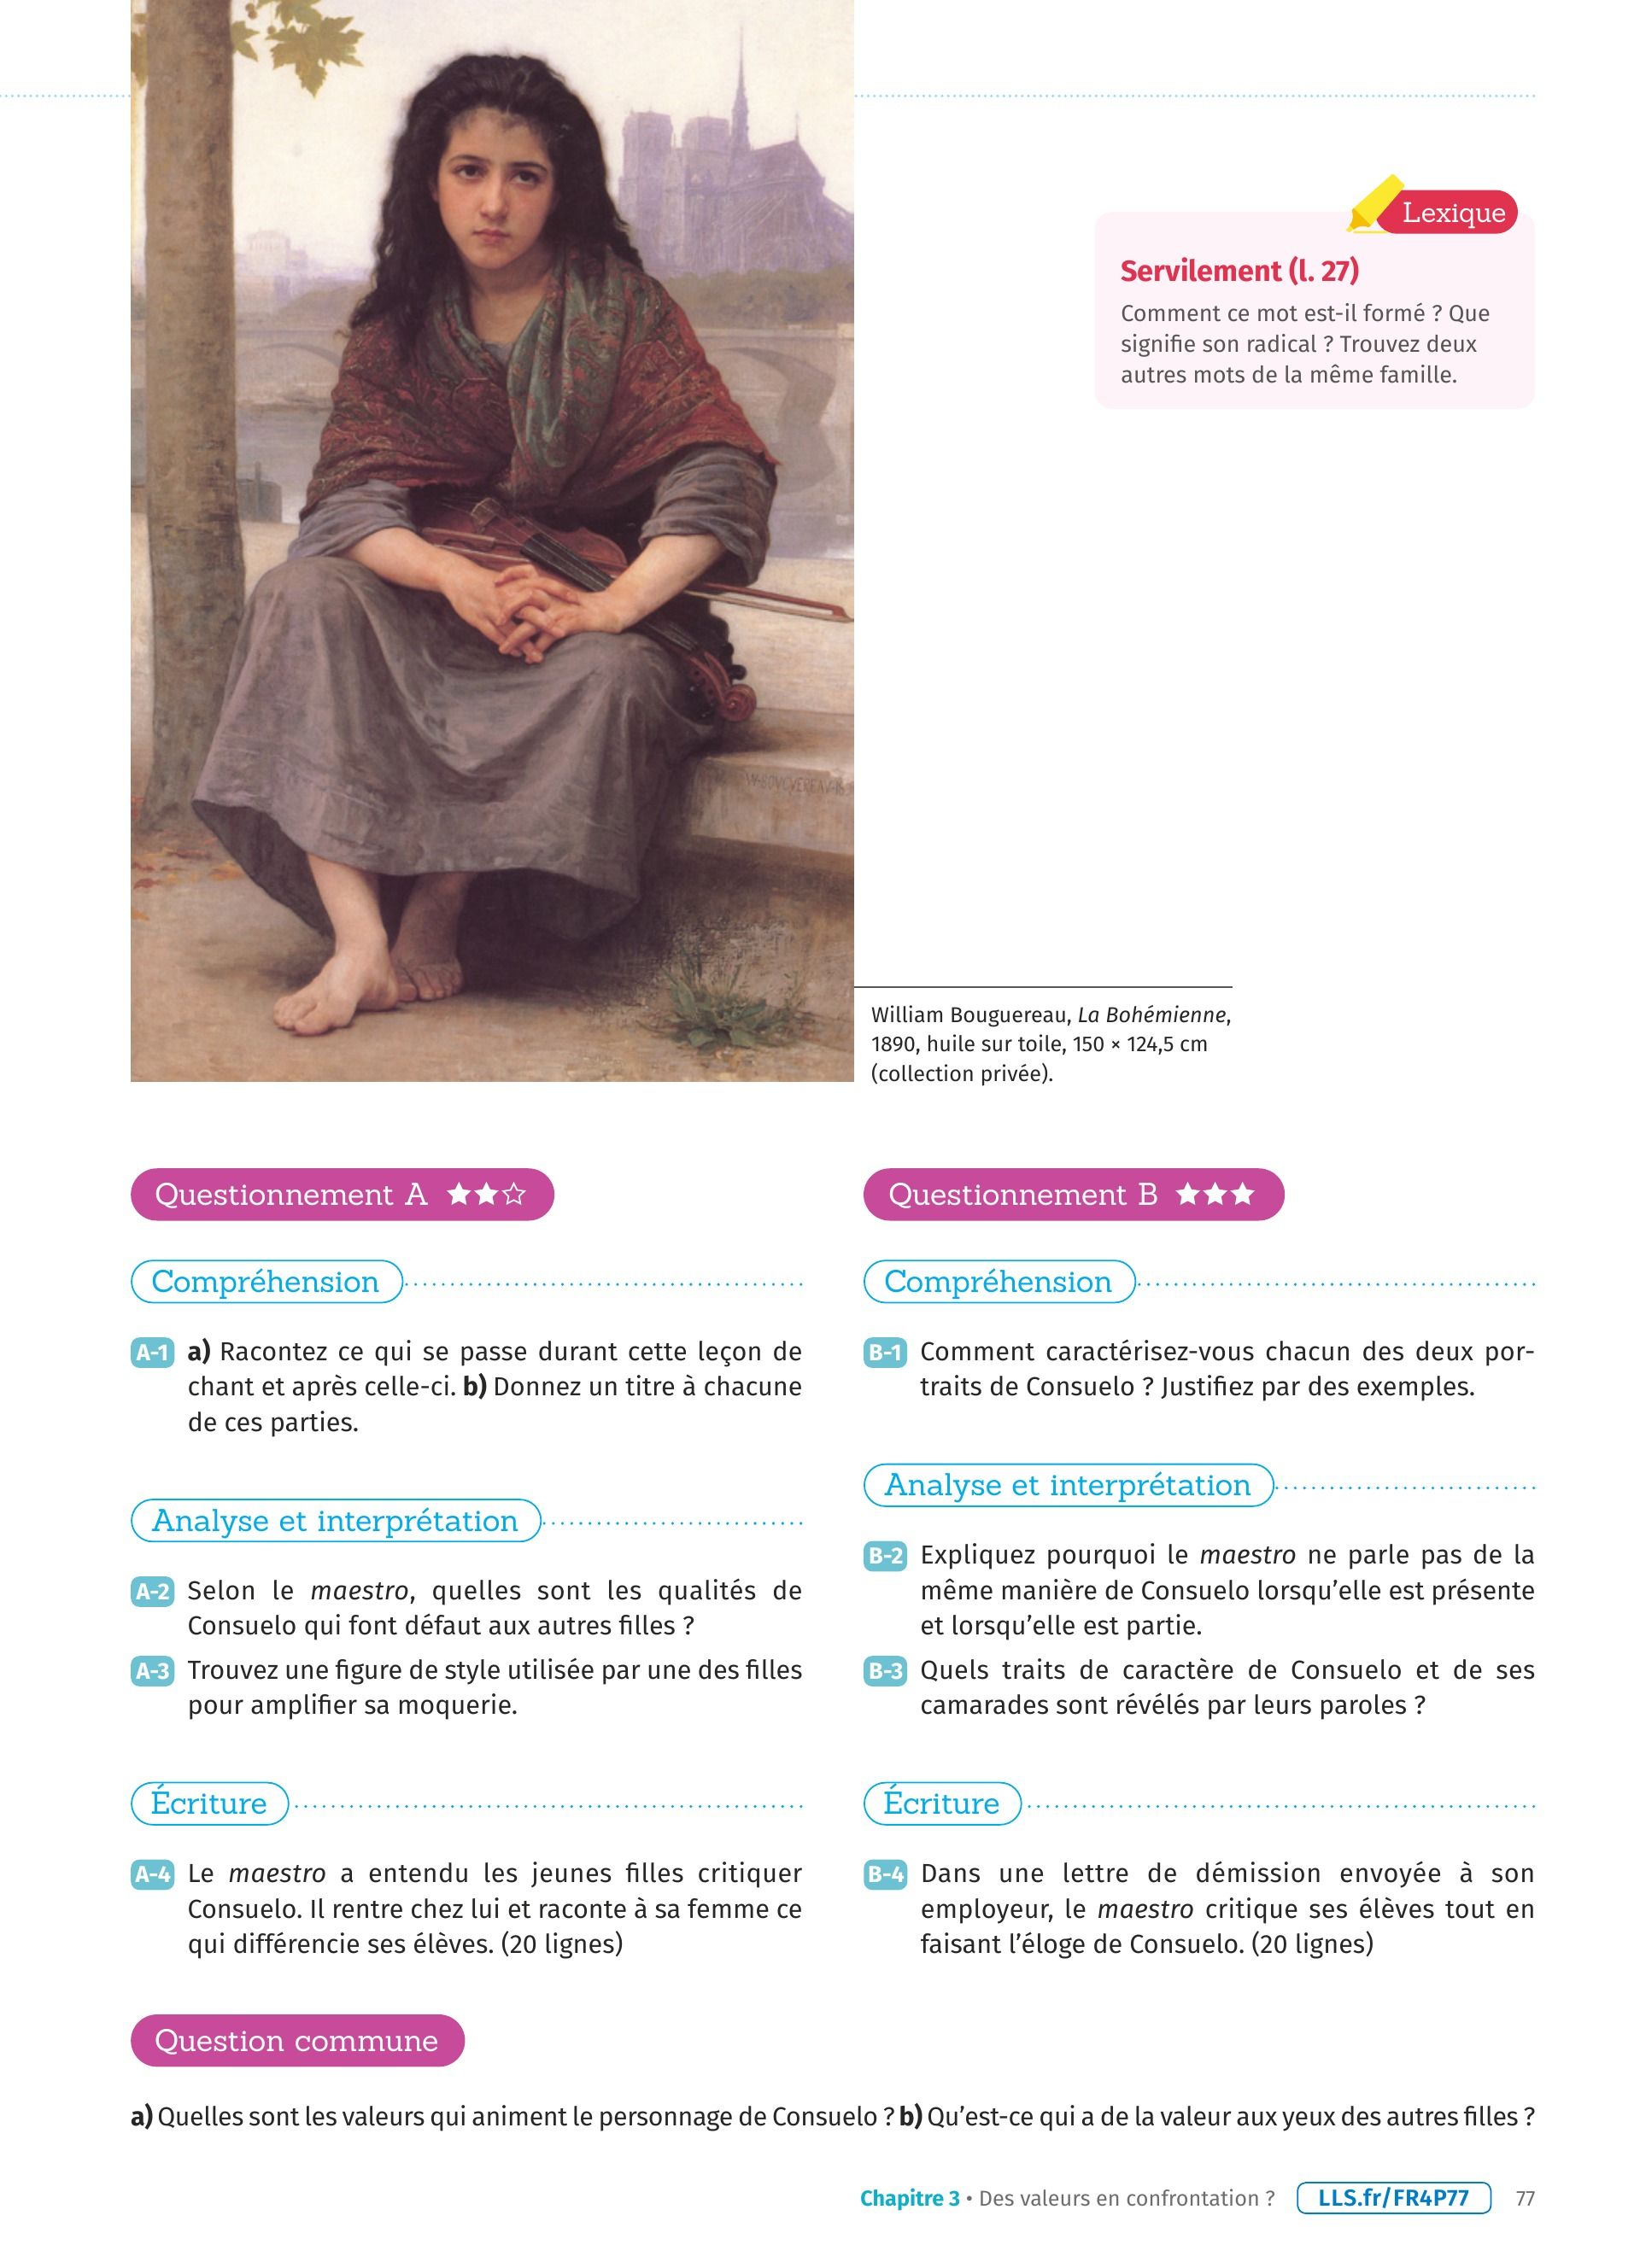 Lexique
Servilement (l. 27)
Comment ce mot est-il formé ? Que
signifie son radical ? Trouvez deux
autres mots de la même famille.
William Bouguereau, La Bohémienne,
1890, huile sur toile, 150 × 124,5 cm
(collection privée).
Questionnement A
Compréhension
A-1 a) Racontez ce qui se passe durant cette leçon de
chant et après celle-ci. b) Donnez un titre à chacune
de ces parties.
Analyse et interprétation
A-2 Selon le maestro, quelles sont les qualités de
Consuelo qui font défaut aux autres filles ?
A-3 Trouvez une figure de style utilisée par une des filles
pour amplifier sa moquerie.
Écriture
A-4 Le maestro a entendu les jeunes filles critiquer
Consuelo. Il rentre chez lui et raconte à sa femme ce
qui différencie ses élèves. (20 lignes)
Questionnement B
Compréhension
B-1 Comment caractérisez-vous chacun des deux por-
traits de Consuelo ? Justifiez par des exemples.
Analyse et interprétation
B-2 Expliquez pourquoi le maestro ne parle pas de la
même manière de Consuelo lorsqu'elle est présente
et lorsqu'elle est partie.
B-3 Quels traits de caractère de Consuelo et de ses
camarades sont révélés par leurs paroles ?
Écriture
B-4 Dans une lettre de démission envoyée à son
employeur, le maestro critique ses élèves tout en
faisant l'éloge de Consuelo. (20 lignes)
Question commune
a) Quelles sont les valeurs qui animent le personnage de Consuelo ? b) Qu'est-ce qui a de la valeur aux yeux des autres filles ?
Chapitre 3 • Des valeurs en confrontation ? LLS.fr/FR4P77 77